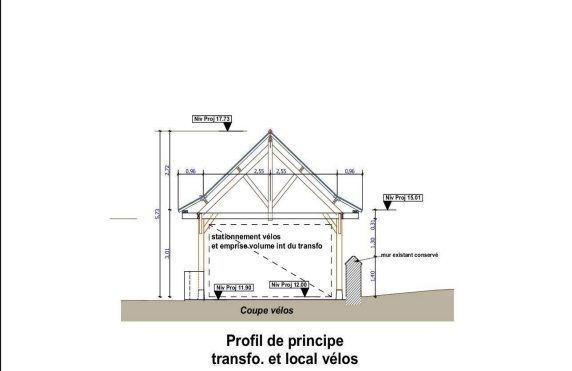 Niv Proj 17.73
0,96
2,55
2,55
0,96
2,72
5,73
3,01
Niv Proj 15.01
0,31
1,30
1,40
stationnement vélos
et emprise volume int du transfo
mur existant conservé
Niv Proj 11.90
Niv Proj 12.00
Coupe vélos
Profil de principe
transfo. et local vélos